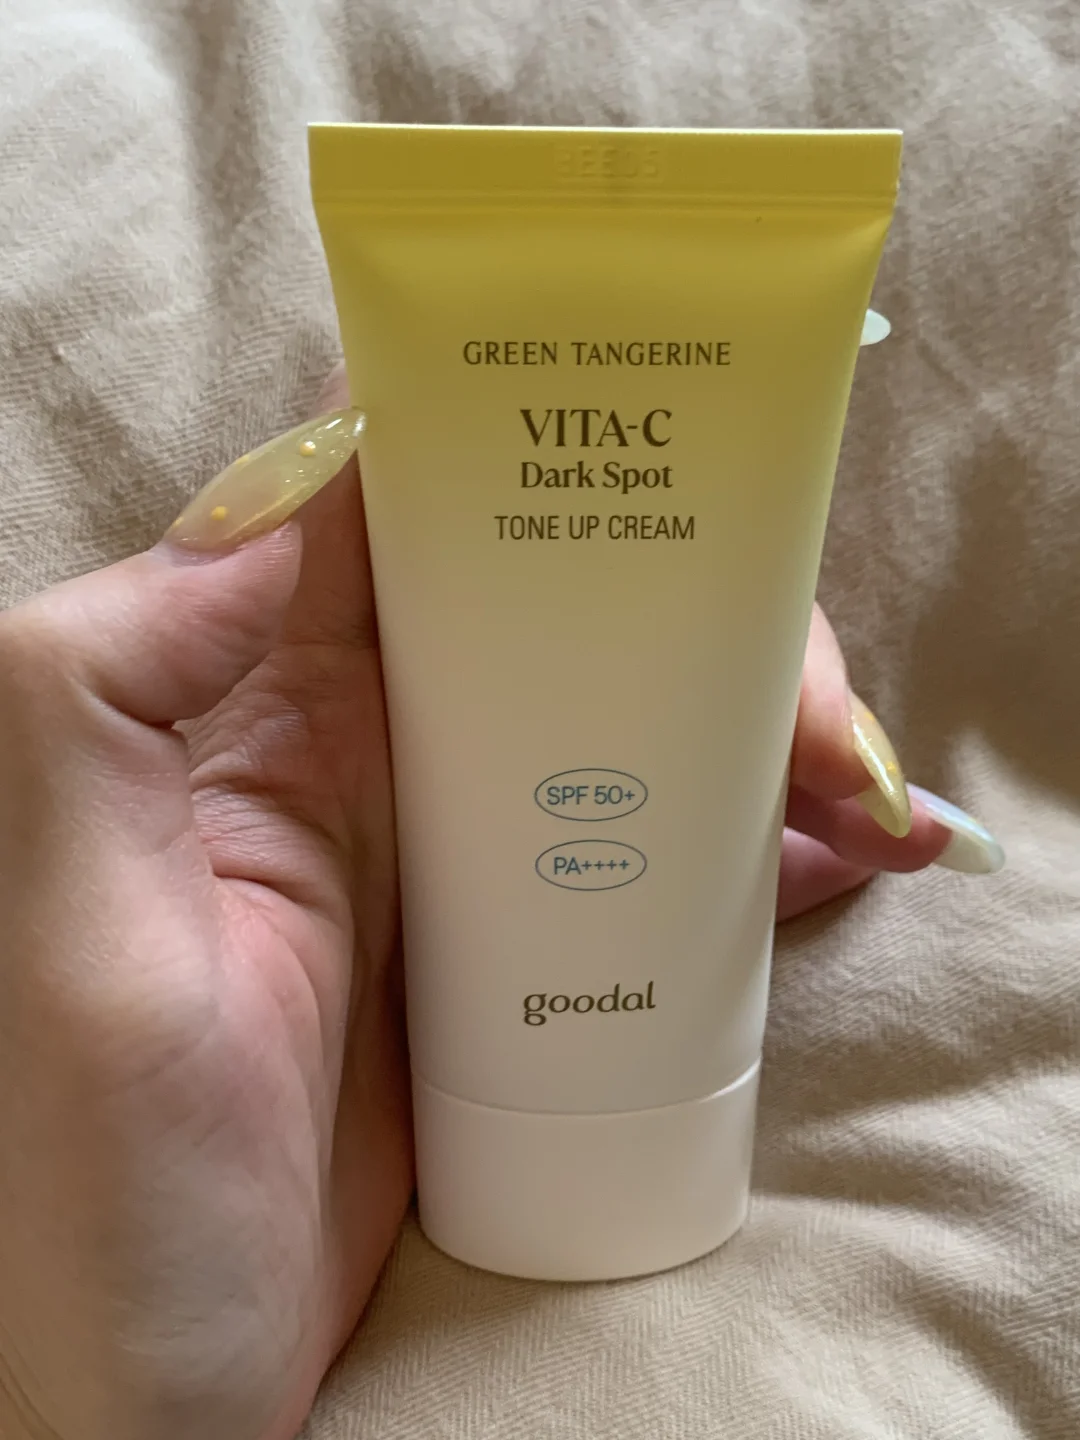 GREEN TANGERINE
VITA-C
Dark Spot
TONE UP CREAM
SPF 50+
PA++++
goodal